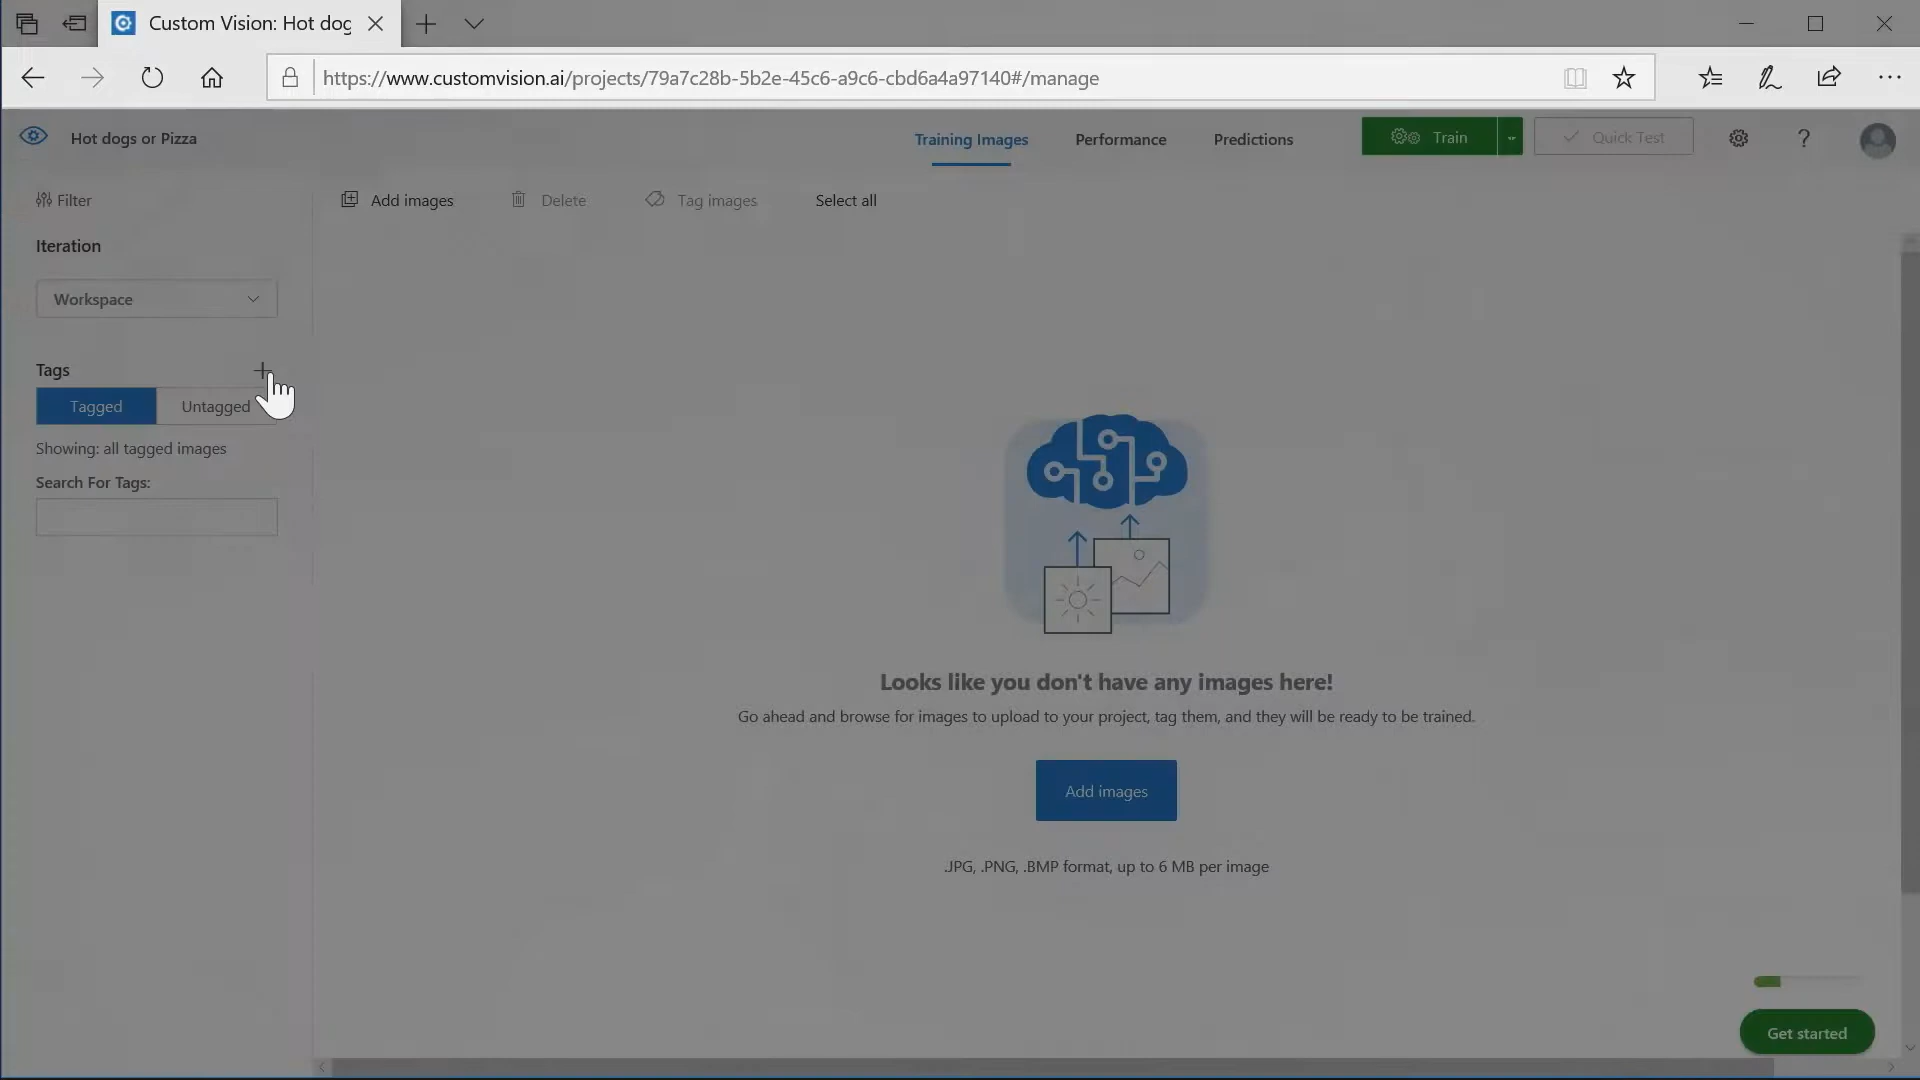 Custom Vision: Hot dog
https://www.customvision.ai/projects/79a7c28b-5b2e-45c6-a9c6-cbd6a4a97140#/manage
Hot dogs or Pizza
Training Images
Performance
Predictions
Train
Quick Test
?
Filter
Add images
Delete
Tag images
Select all
Iteration
Workspace
Tags
Tagged
Untagged
Showing: all tagged images
Search For Tags:
Looks like you don't have any images here!
Go ahead and browse for images to upload to your project, tag them, and they will be ready to be trained.
Add images
.JPG, .PNG, .BMP format, up to 6 MB per image
Get started